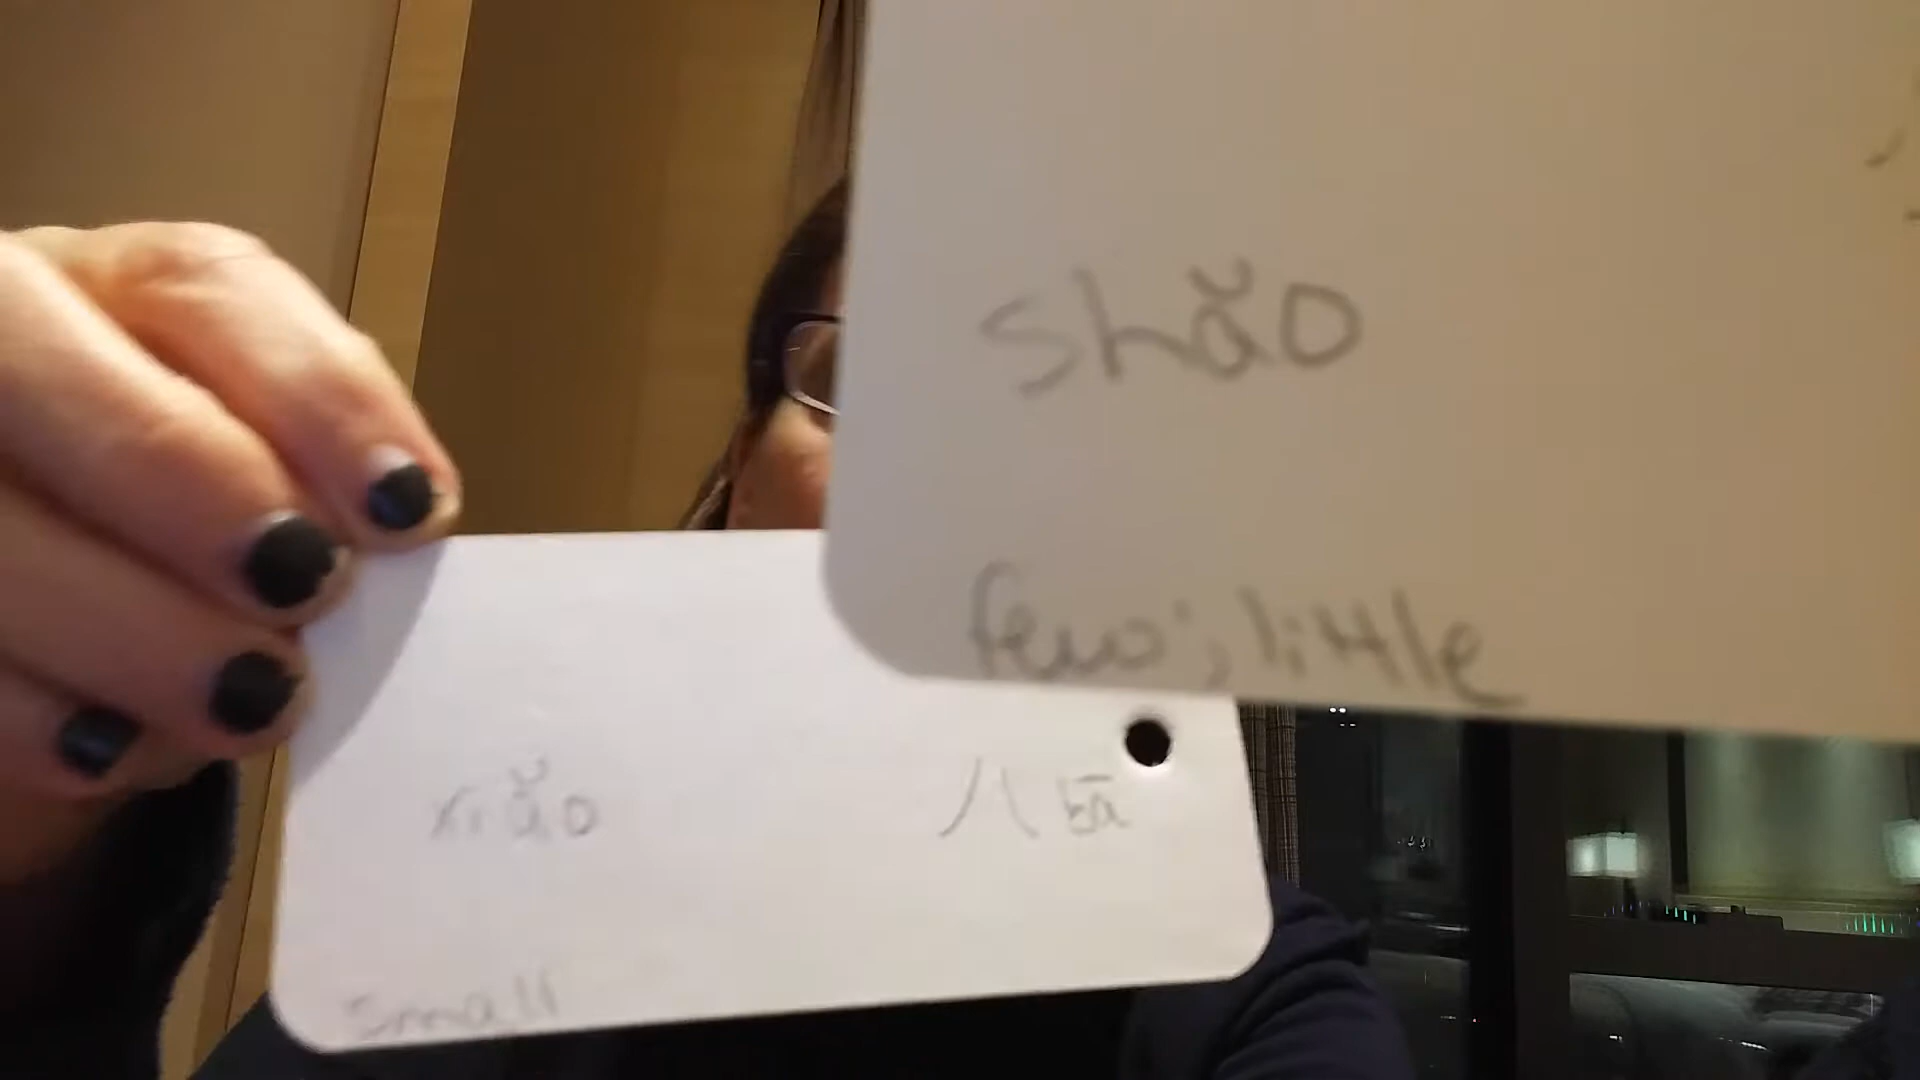 shǎo
few; little
xiǎo
八 bā
small